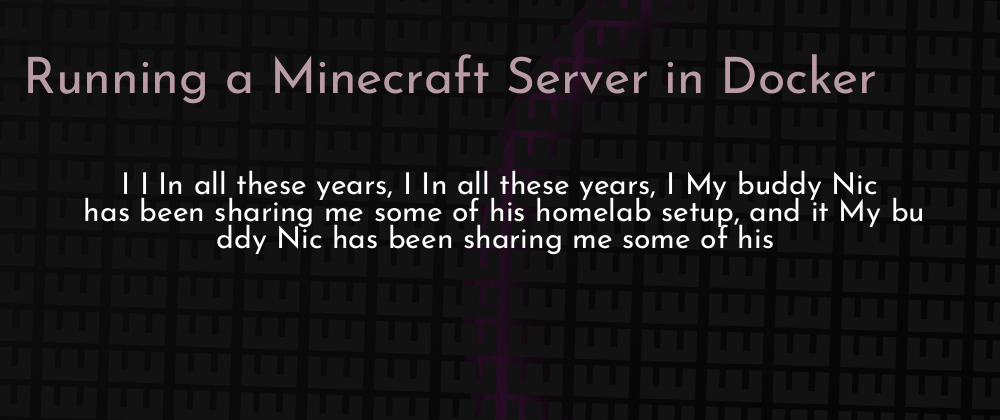 Running a Minecraft Server in Docker
I I In all these years, I In all these years, I My buddy Nic
has been sharing me some of his homelab setup, and it My bu
ddy Nic has been sharing me some of his